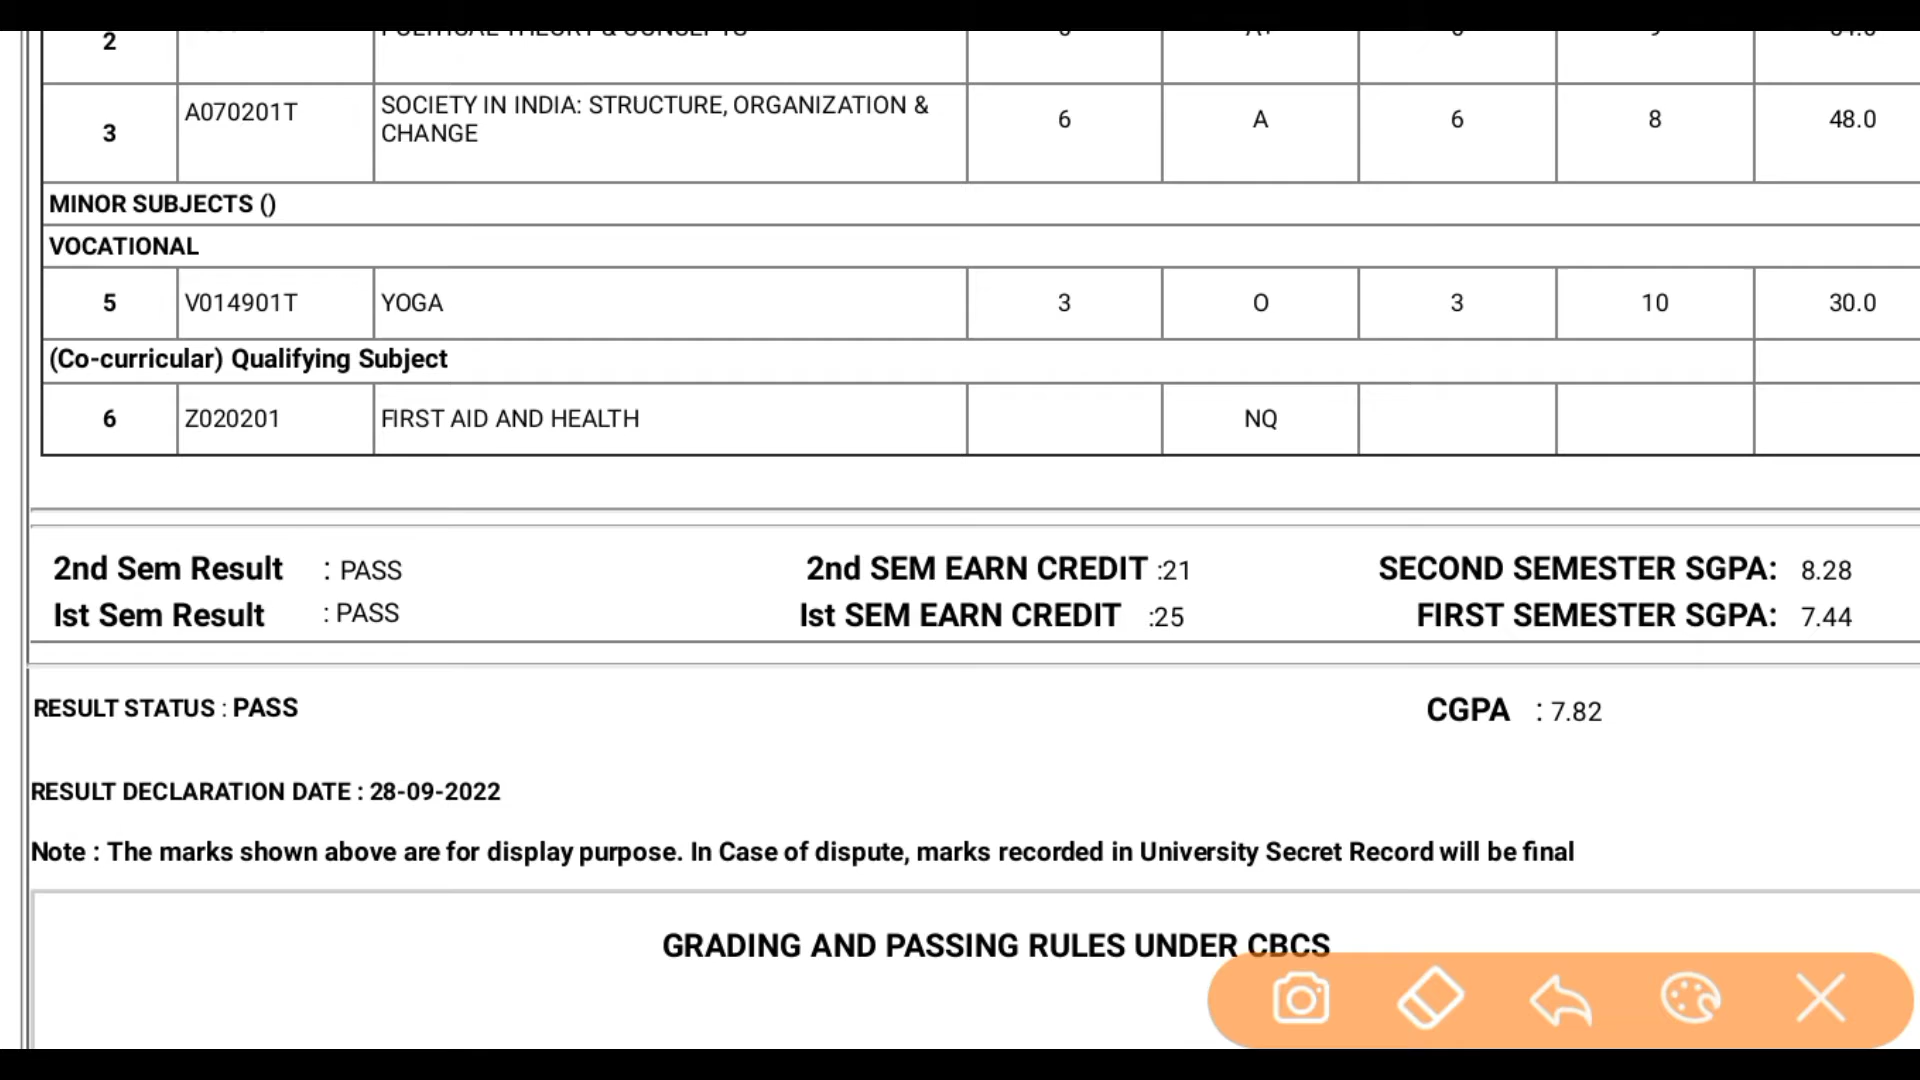 2
3 A070201T SOCIETY IN INDIA: STRUCTURE, ORGANIZATION & 6 A 6 8 48.0
CHANGE
MINOR SUBJECTS ()
VOCATIONAL
5 V014901T YOGA 3 O 3 10 30.0
(Co-curricular) Qualifying Subject
6 Z020201 FIRST AID AND HEALTH NQ
2nd Sem Result : PASS 2nd SEM EARN CREDIT :21 SECOND SEMESTER SGPA: 8.28
Ist Sem Result : PASS Ist SEM EARN CREDIT :25 FIRST SEMESTER SGPA: 7.44
RESULT STATUS : PASS CGPA : 7.82
RESULT DECLARATION DATE : 28-09-2022
Note : The marks shown above are for display purpose. In Case of dispute, marks recorded in University Secret Record will be final
GRADING AND PASSING RULES UNDER CBCS